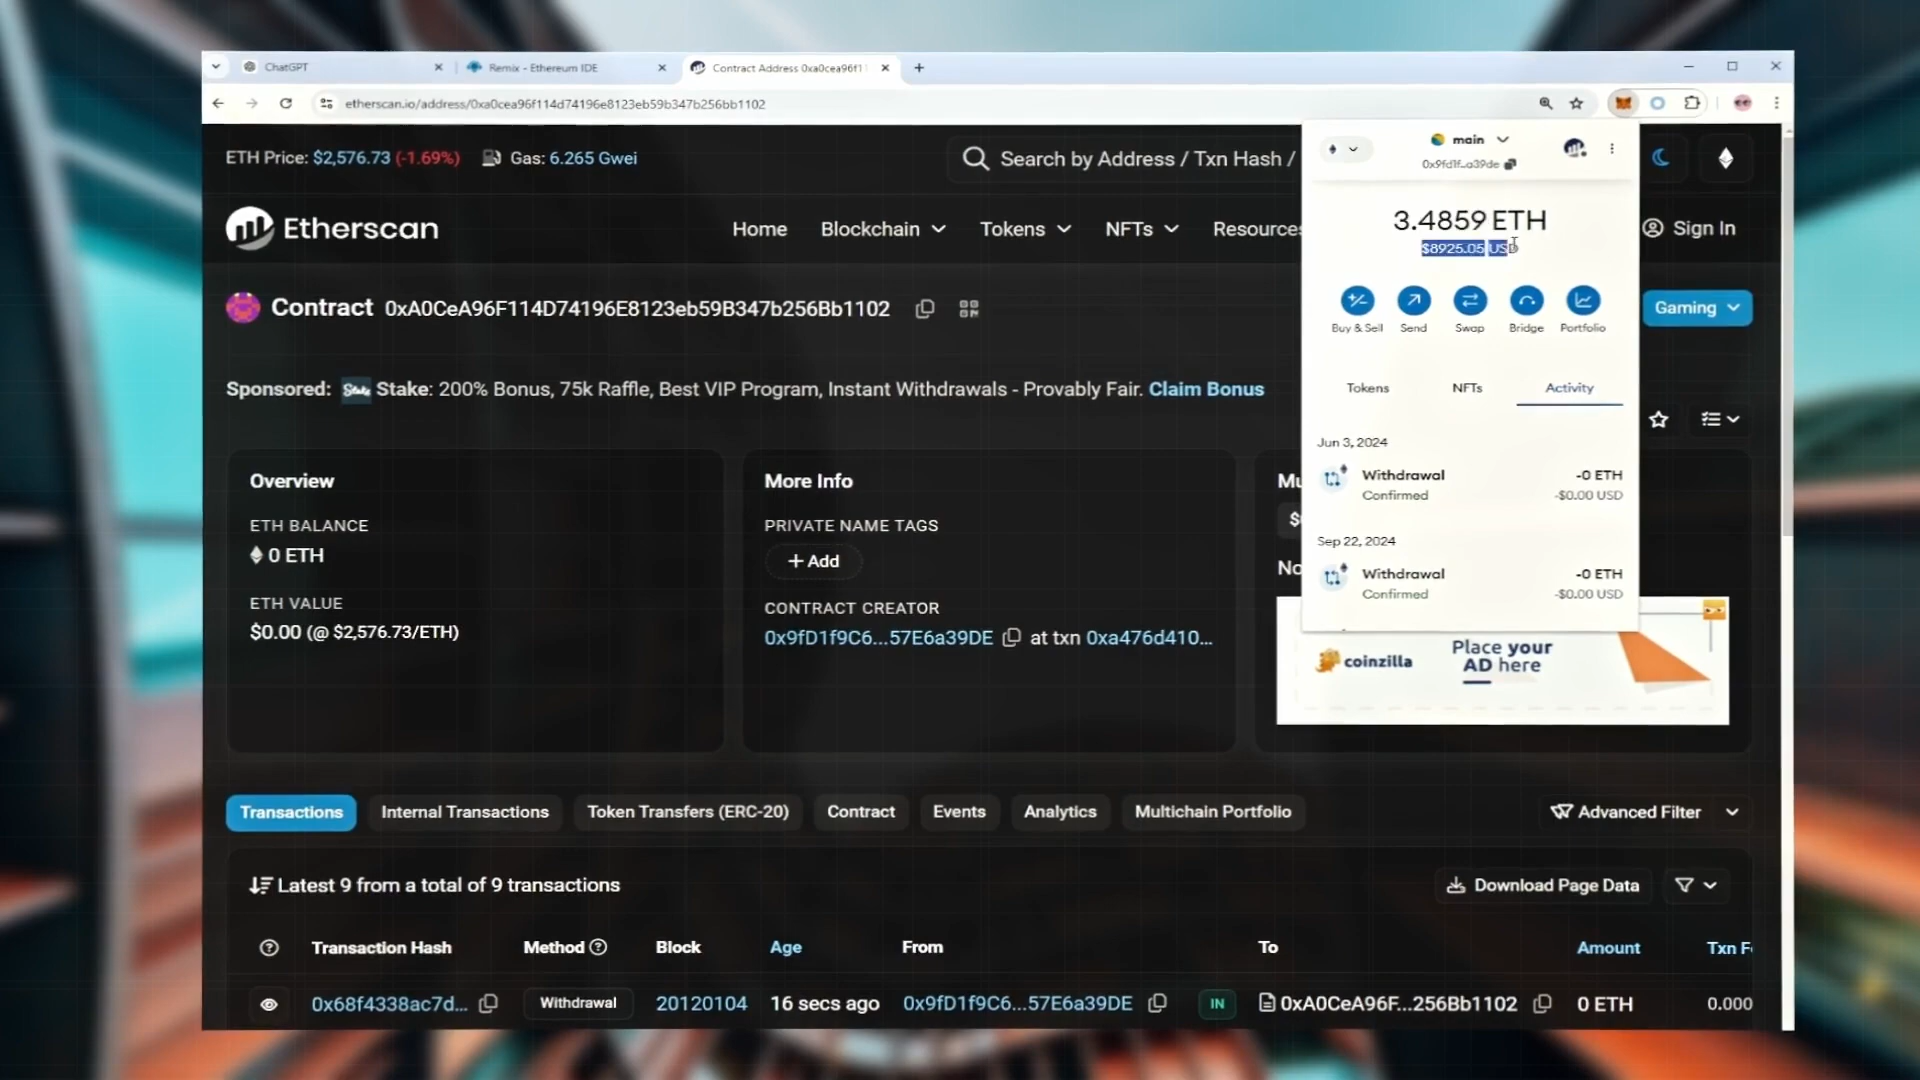 ChatGPT
Remix - Ethereum IDE
Contract Address 0xa0cea96f11
etherscan.io/address/0xa0cea96f114d74196e8123eb59b347b256bb1102
ETH Price: $2,576.73 (-1.69%)
Gas: 6.265 Gwei
Search by Address / Txn Hash /
Etherscan
Home
Blockchain
Tokens
NFTs
Resources
Sign In
Contract 0xA0CeA96F114D74196E8123eb59B347b256Bb1102
Gaming
Sponsored: Stake Stake: 200% Bonus, 75k Raffle, Best VIP Program, Instant Withdrawals - Provably Fair. Claim Bonus
main
0x9fd1f...a39de
3.4859 ETH
$8925.05 USD
Buy & Sell
Send
Swap
Bridge
Portfolio
Tokens
NFTs
Activity
Jun 3, 2024
Withdrawal
-0 ETH
Confirmed
-$0.00 USD
Sep 22, 2024
Withdrawal
-0 ETH
Confirmed
-$0.00 USD
Overview
ETH BALANCE
0 ETH
ETH VALUE
$0.00 (@ $2,576.73/ETH)
More Info
PRIVATE NAME TAGS
+ Add
CONTRACT CREATOR
0x9fD1f9C6...57E6a39DE at txn 0xa476d410...
Mu
$
No
coinzilla
Place your
AD here
Transactions
Internal Transactions
Token Transfers (ERC-20)
Contract
Events
Analytics
Multichain Portfolio
Advanced Filter
Latest 9 from a total of 9 transactions
Download Page Data
Transaction Hash
Method
Block
Age
From
To
Amount
Txn F
0x68f4338ac7d...
Withdrawal
20120104
16 secs ago
0x9fD1f9C6...57E6a39DE
IN
0xA0CeA96F...256Bb1102
0 ETH
0.000